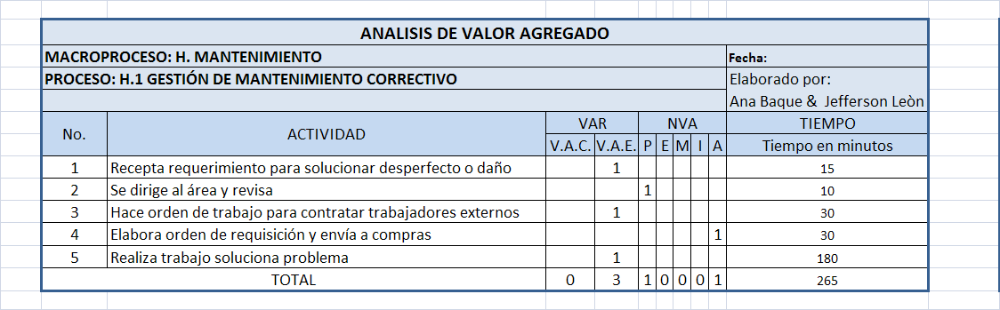 ANALISIS DE VALOR AGREGADO
MACROPROCESO: H. MANTENIMIENTO Fecha:
PROCESO: H.1 GESTIÓN DE MANTENIMIENTO CORRECTIVO Elaborado por:
Ana Baque & Jefferson Leòn
No. ACTIVIDAD VAR NVA TIEMPO
V.A.C. V.A.E. P E M I A Tiempo en minutos
1 Recepta requerimiento para solucionar desperfecto o daño 1 15
2 Se dirige al área y revisa 1 10
3 Hace orden de trabajo para contratar trabajadores externos 1 30
4 Elabora orden de requisición y envía a compras 1 30
5 Realiza trabajo soluciona problema 1 180
TOTAL 0 3 1 0 0 0 1 265